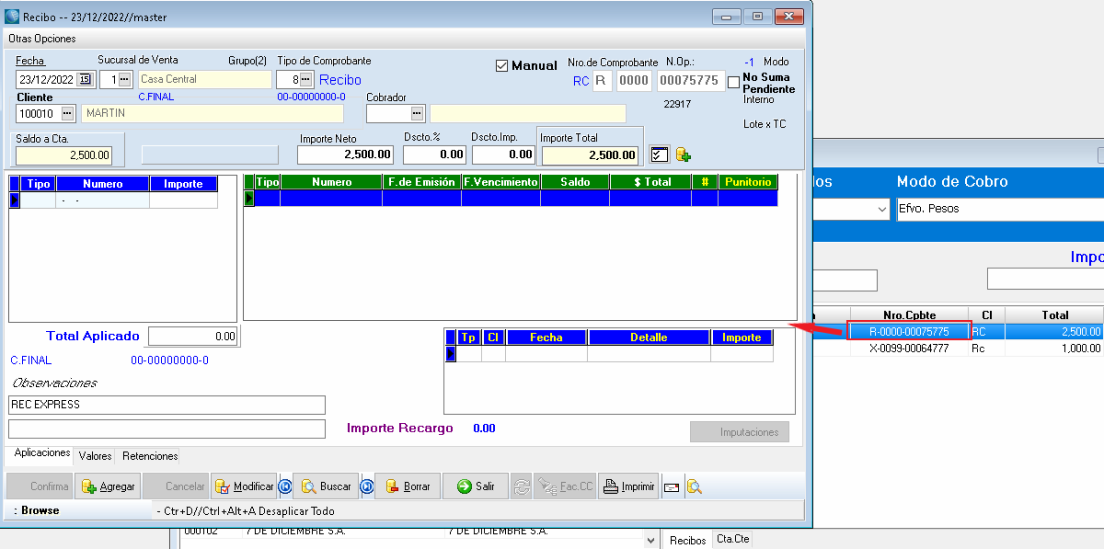 Recibo -- 23/12/2022//master
Otras Opciones
Fecha Sucursal de Venta Grupo(2) Tipo de Comprobante Manual Nro.de Comprobante N.Op.: -1 Modo
23/12/2022 15 1 Casa Central 8 Recibo RC R 0000 00075775 No Suma Pendiente
Cliente C.FINAL 00-00000000-0 Cobrador 22917 Interno
100010 MARTIN
Lote x TC
Saldo a Cta. Importe Neto Dscto.% Dscto.Imp. Importe Total
2,500.00 2,500.00 0.00 0.00 2,500.00
Tipo Numero Importe
Tipo Numero F.de Emisión F.Vencimiento Saldo $ Total # Punitorio
Total Aplicado 0.00
C.FINAL 00-00000000-0
Tp Cl Fecha Detalle Importe
Observaciones
REC EXPRESS
Importe Recargo 0.00
Imputaciones
Aplicaciones Valores Retenciones
Confirma Agregar Cancelar Modificar Buscar Borrar Salir Fac.CC Imprimir
: Browse - Ctr+D//Ctrl+Alt+A Desaplicar Todo
los Modo de Cobro
Efvo. Pesos
Impo
Nro.Cpbte Cl Total
R-0000-00075775 RC 2,500.00
X-0099-00064777 Rc 1,000.00
000102 7 DE DICIEMBRE S.A. 7 DE DICIEMBRE S.A.
Recibos Cta.Cte